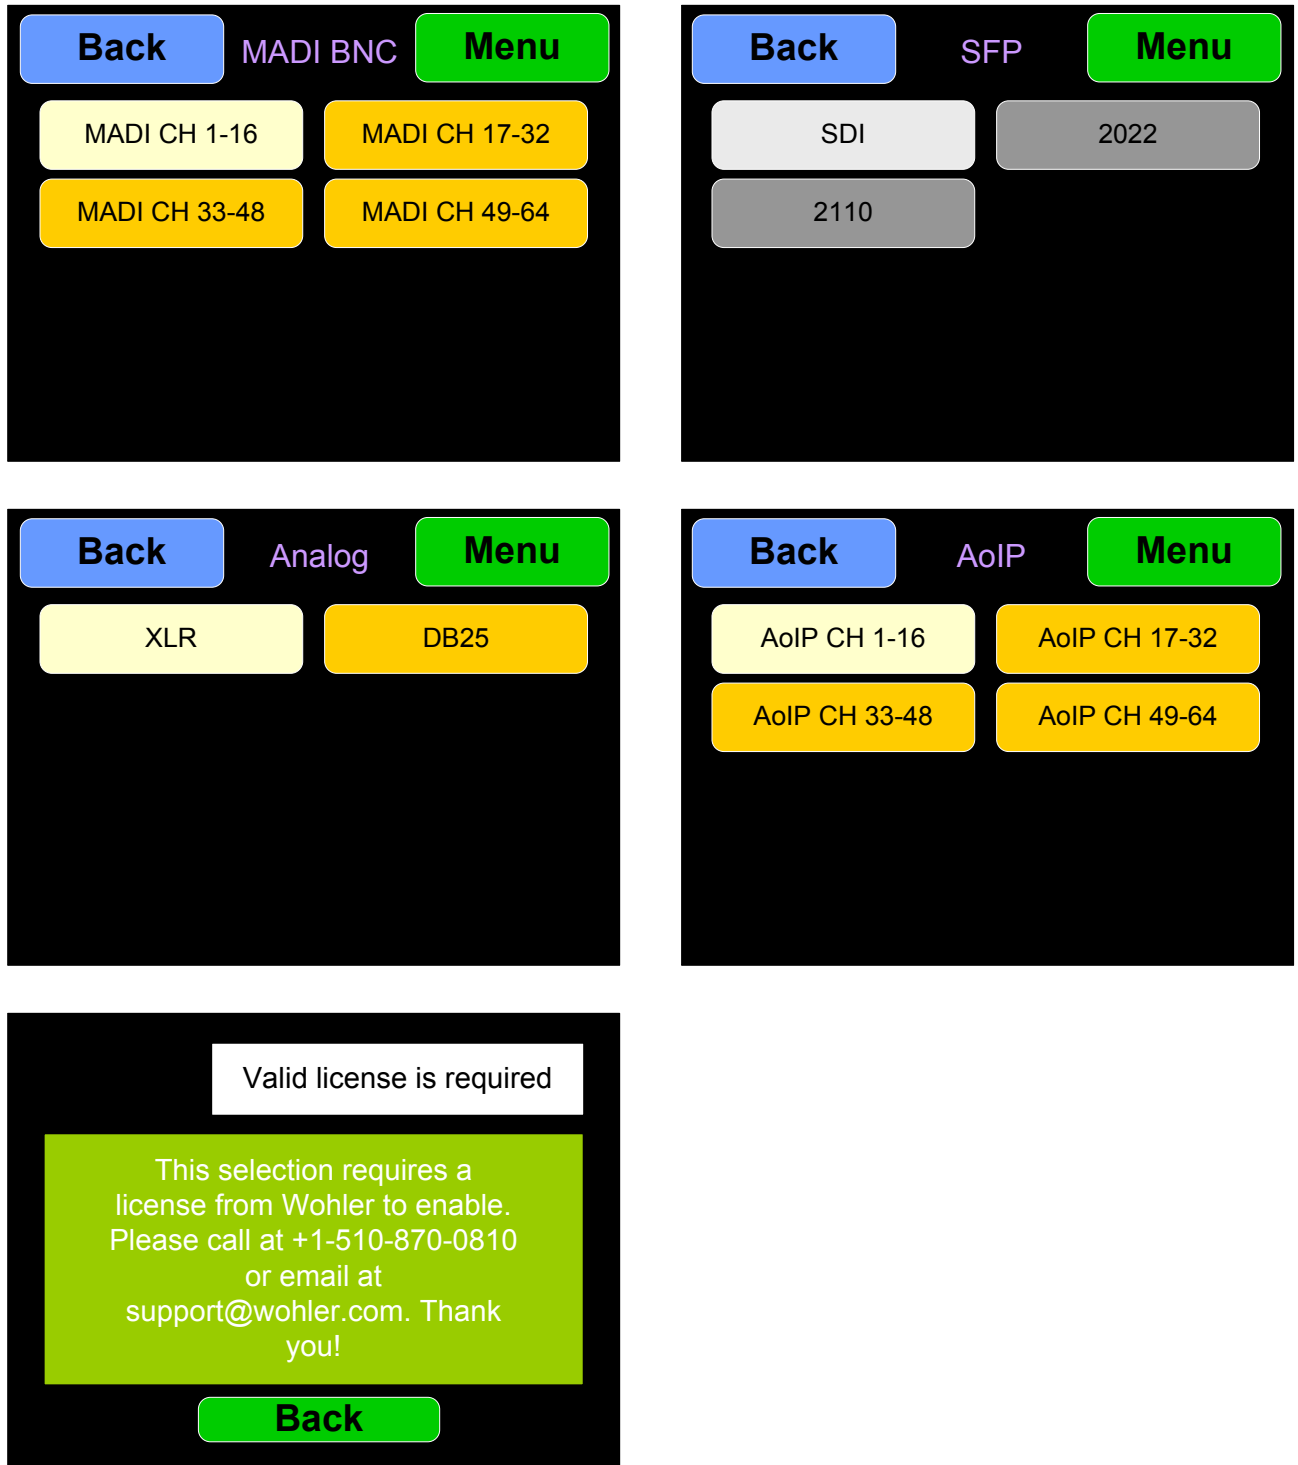 Back MADI BNC Menu
MADI CH 1-16 MADI CH 17-32
MADI CH 33-48 MADI CH 49-64
Back SFP Menu
SDI 2022
2110
Back Analog Menu
XLR DB25
Back AoIP Menu
AoIP CH 1-16 AoIP CH 17-32
AoIP CH 33-48 AoIP CH 49-64
Valid license is required
This selection requires a
license from Wohler to enable.
Please call at +1-510-870-0810
or email at
support@wohler.com. Thank
you!
Back